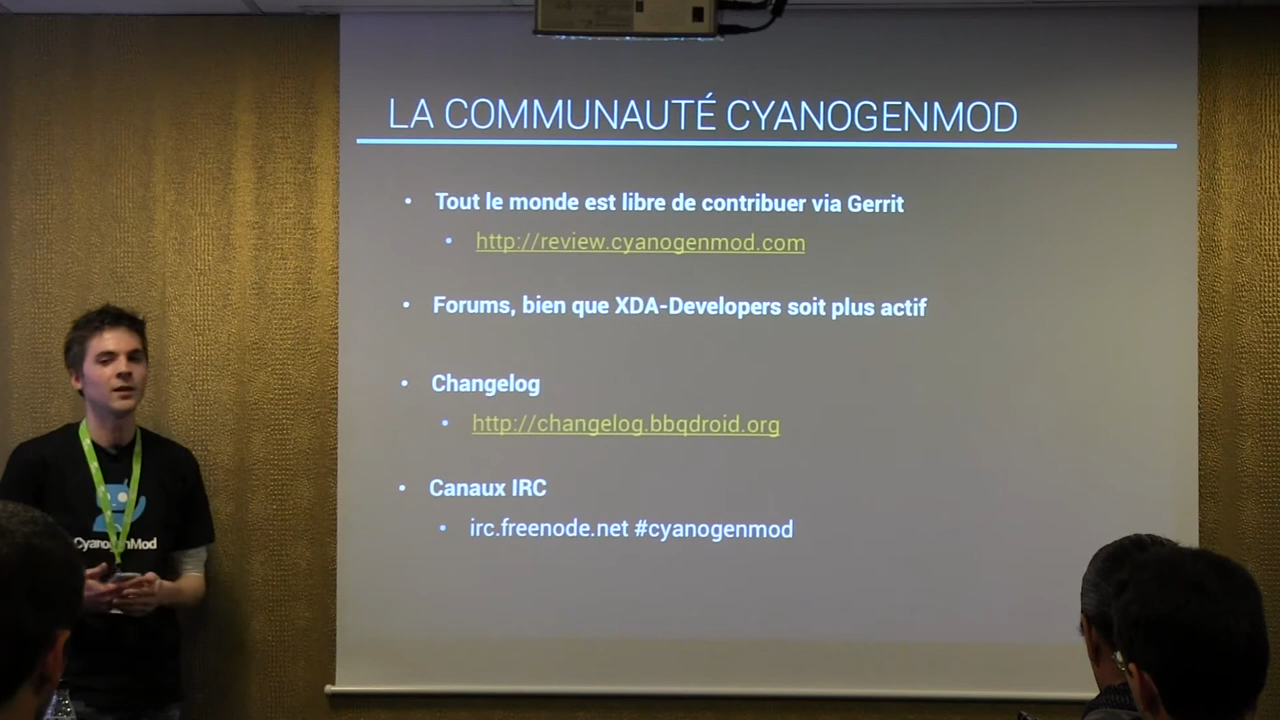 LA COMMUNAUTÉ CYANOGENMOD
• Tout le monde est libre de contribuer via Gerrit
• http://review.cyanogenmod.com
• Forums, bien que XDA-Developers soit plus actif
• Changelog
• http://changelog.bbqdroid.org
• Canaux IRC
• irc.freenode.net #cyanogenmod
CyanogenMod